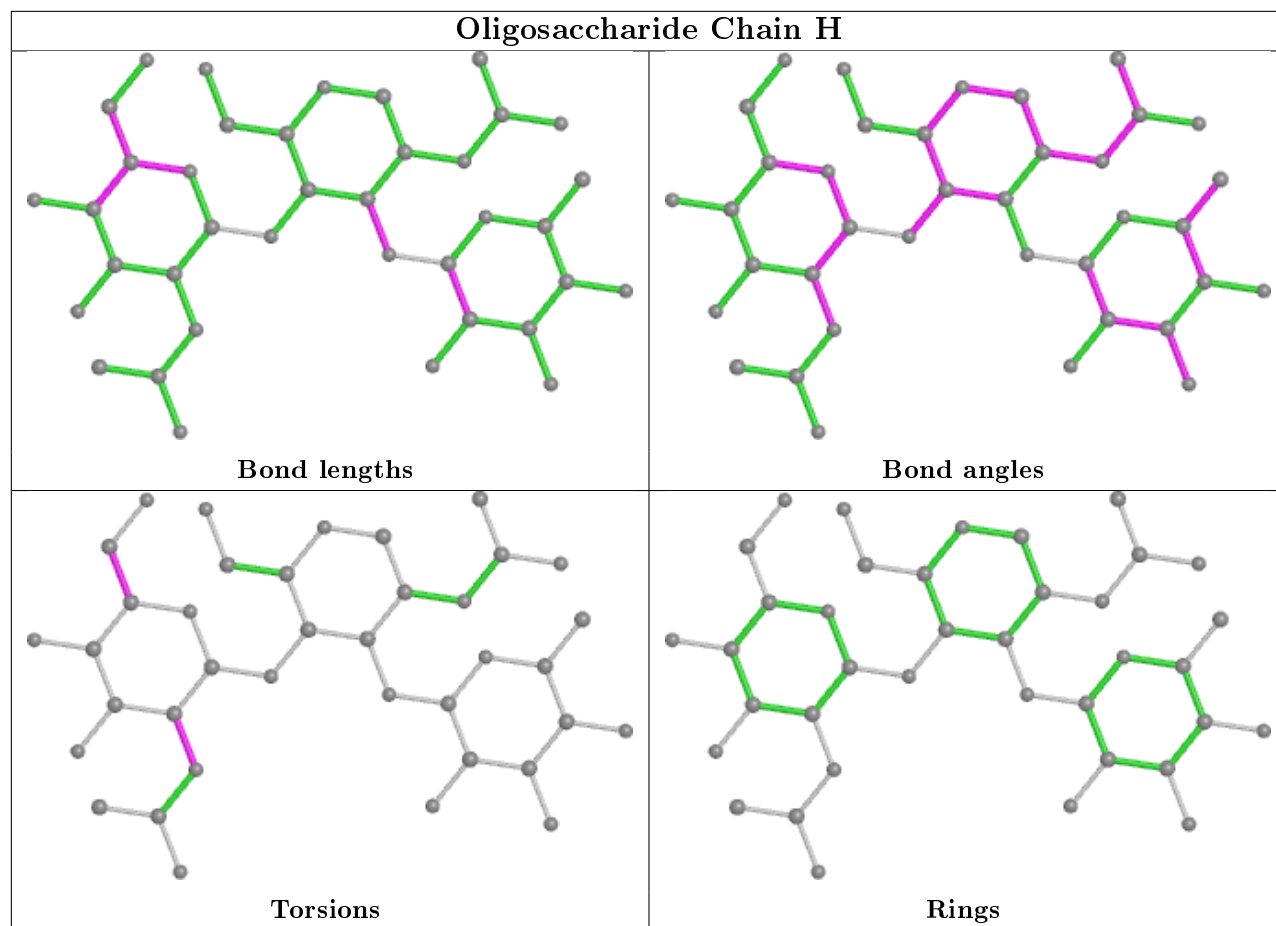 Oligosaccharide Chain H
Bond lengths
Bond angles
Torsions
Rings